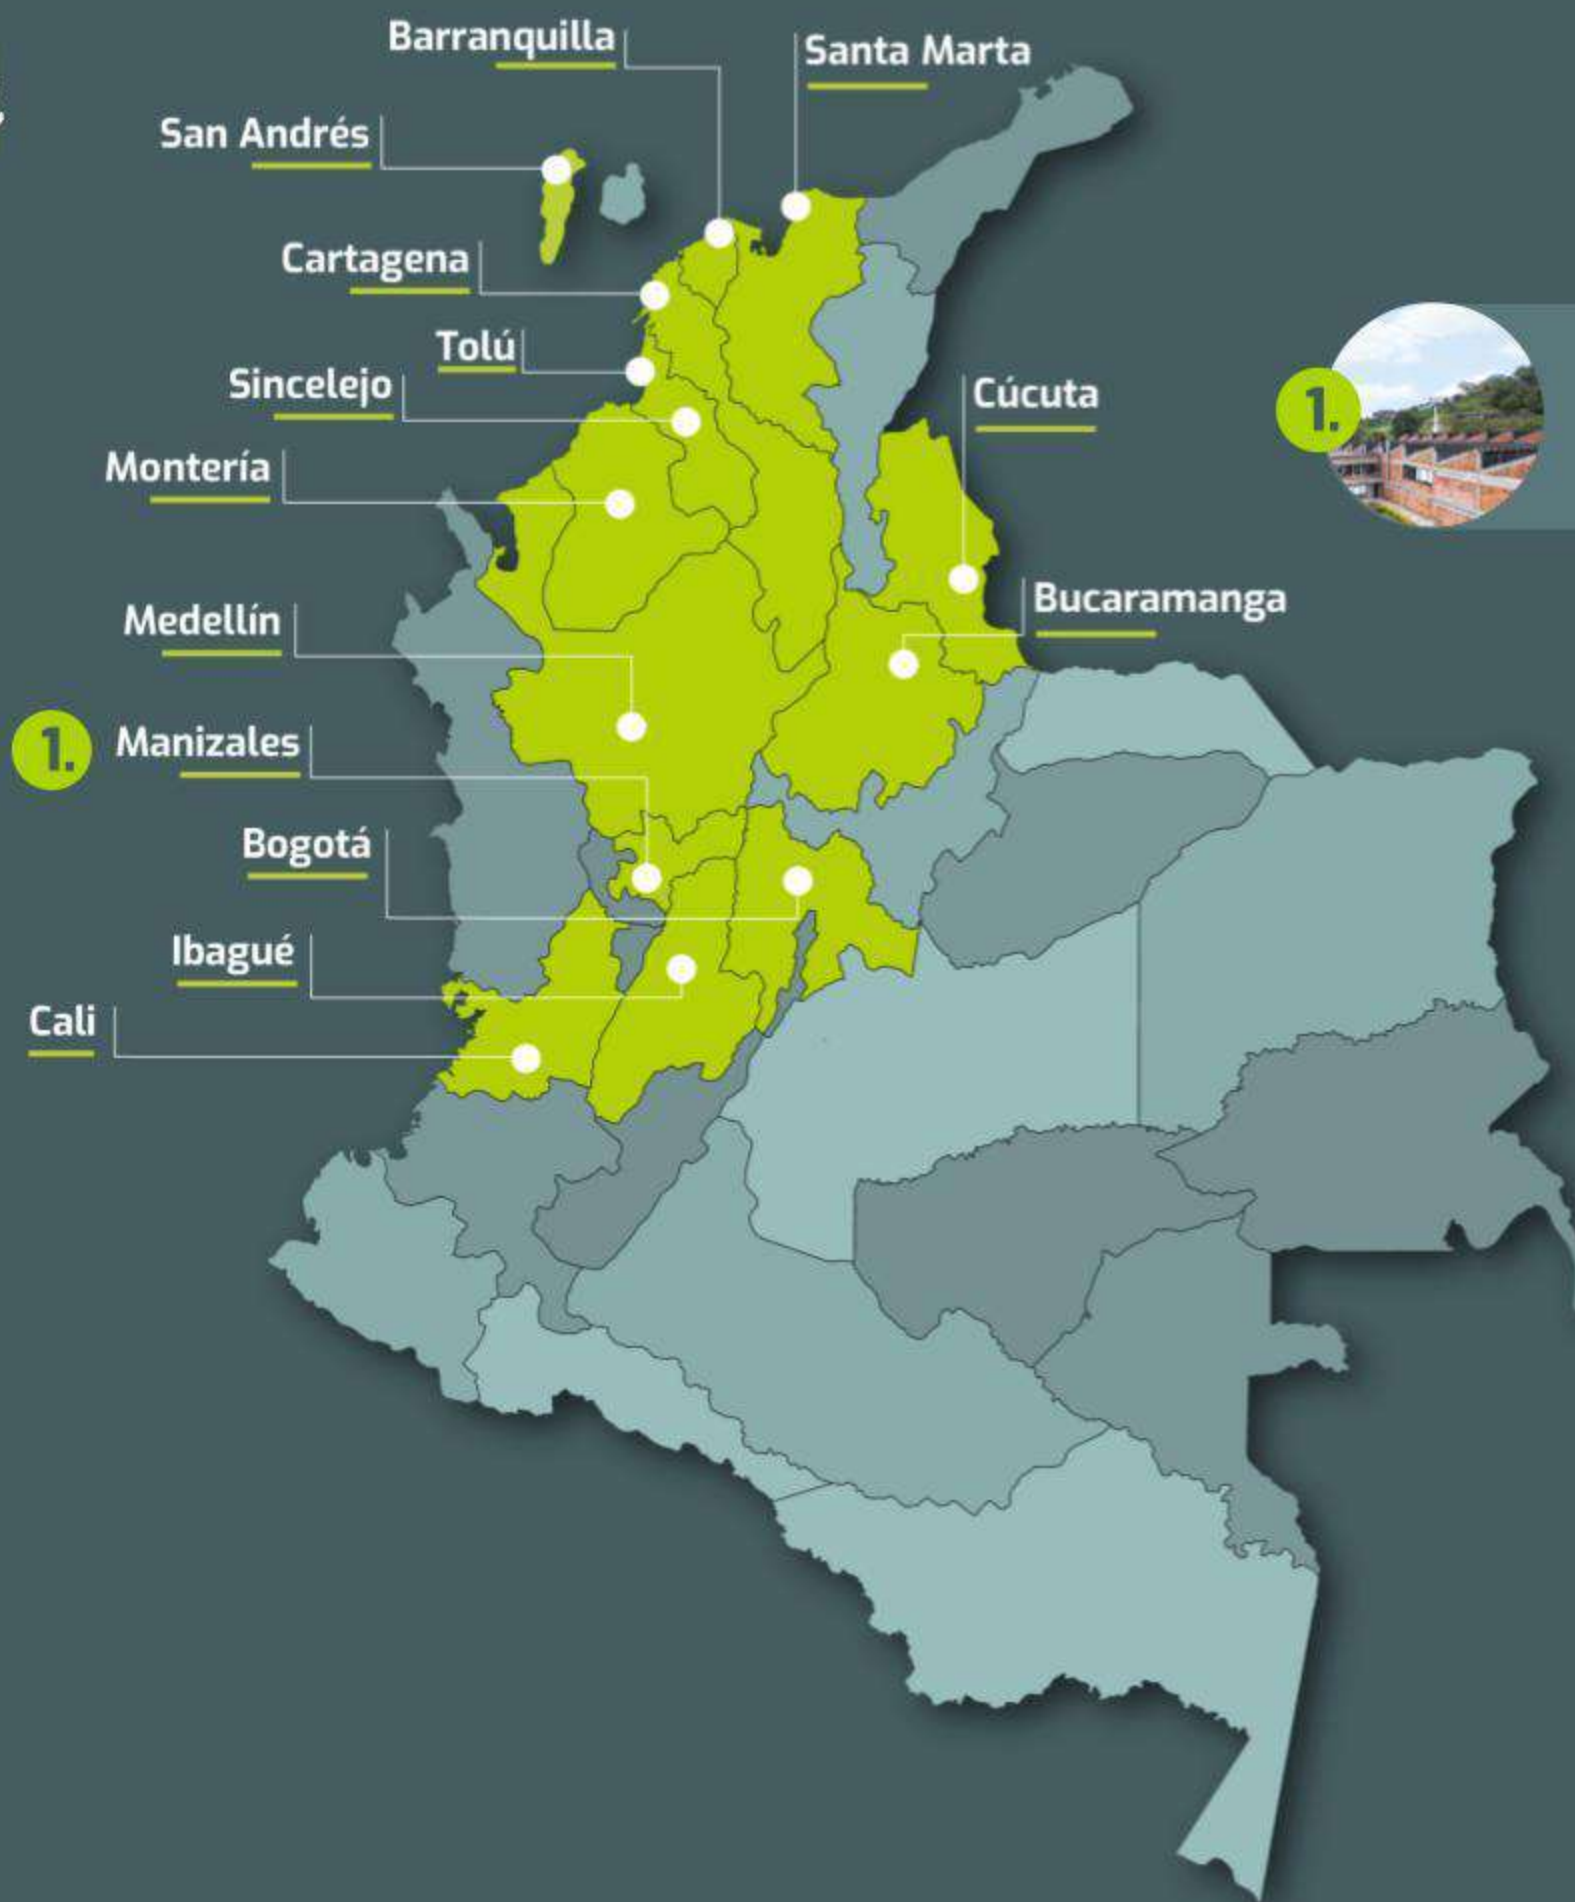 Barranquilla
Santa Marta
San Andrés
Cartagena
Tolú
Sincelejo
Cúcuta
1.
Montería
Bucaramanga
Medellín
1. Manizales
Bogotá
Ibagué
Cali